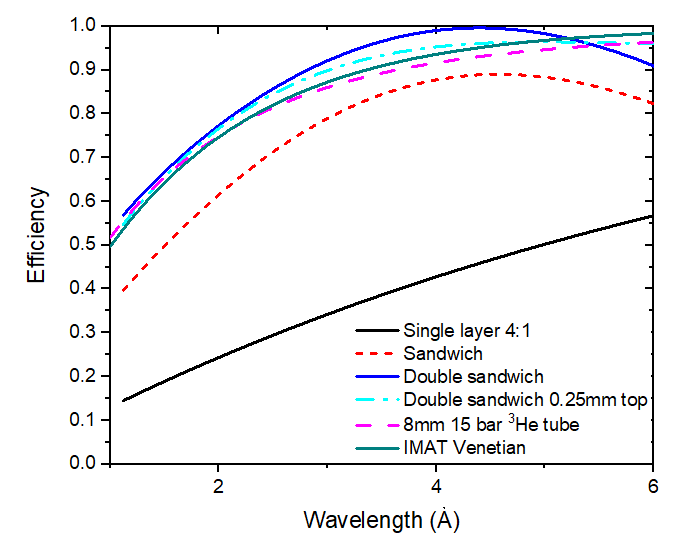 1.0
0.9
0.8
0.7
0.6
0.5
0.4
0.3
0.2
0.1
0.0
Efficiency
Single layer 4:1
Sandwich
Double sandwich
Double sandwich 0.25mm top
8mm 15 bar ³He tube
IMAT Venetian
2 4 6
Wavelength (Å)